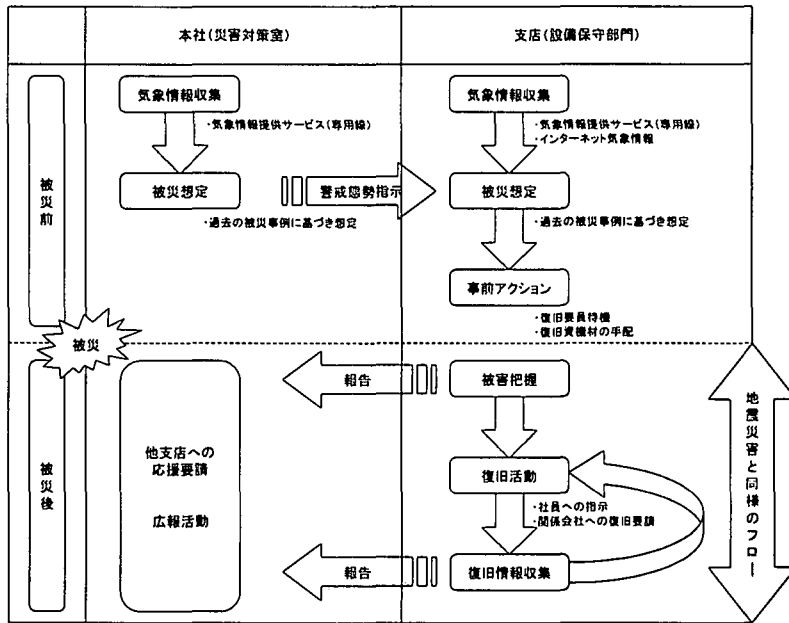 本社(災害対策室)
支店(設備保守部門)
被災前
気象情報収集
・気象情報提供サービス(専用線)
被災想定
・過去の被災事例に基づき想定
警戒態勢指示
気象情報収集
・気象情報提供サービス(専用線)
・インターネット気象情報
被災想定
・過去の被災事例に基づき想定
事前アクション
・復旧要員待機
・復旧資機材の手配
被災
被災後
他支店への
応援要請
広報活動
報告
被害把握
復旧活動
・社員への指示
・関係会社への復旧要請
報告
復旧情報収集
地震災害と同様のフロー